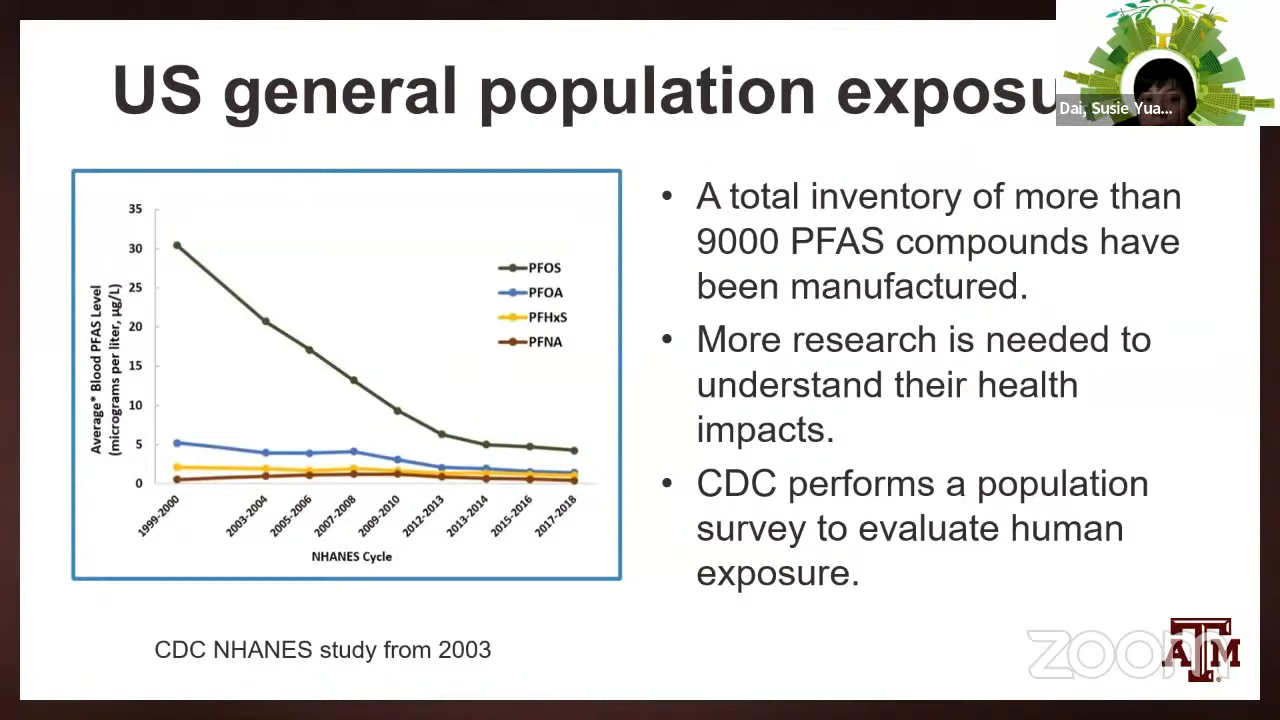 US general population exposu
Dai, Susie Yua...
35
30
25
20
15
10
5
0
Average* Blood PFAS Level
(micrograms per liter, µg/L)
PFOS
PFOA
PFHxS
PFNA
1999-2000
2003-2004
2005-2006
2007-2008
2009-2010
2012-2013
2013-2014
2015-2016
2017-2018
NHANES Cycle
• A total inventory of more than
9000 PFAS compounds have
been manufactured.
• More research is needed to
understand their health
impacts.
• CDC performs a population
survey to evaluate human
exposure.
CDC NHANES study from 2003
zoom
ATM